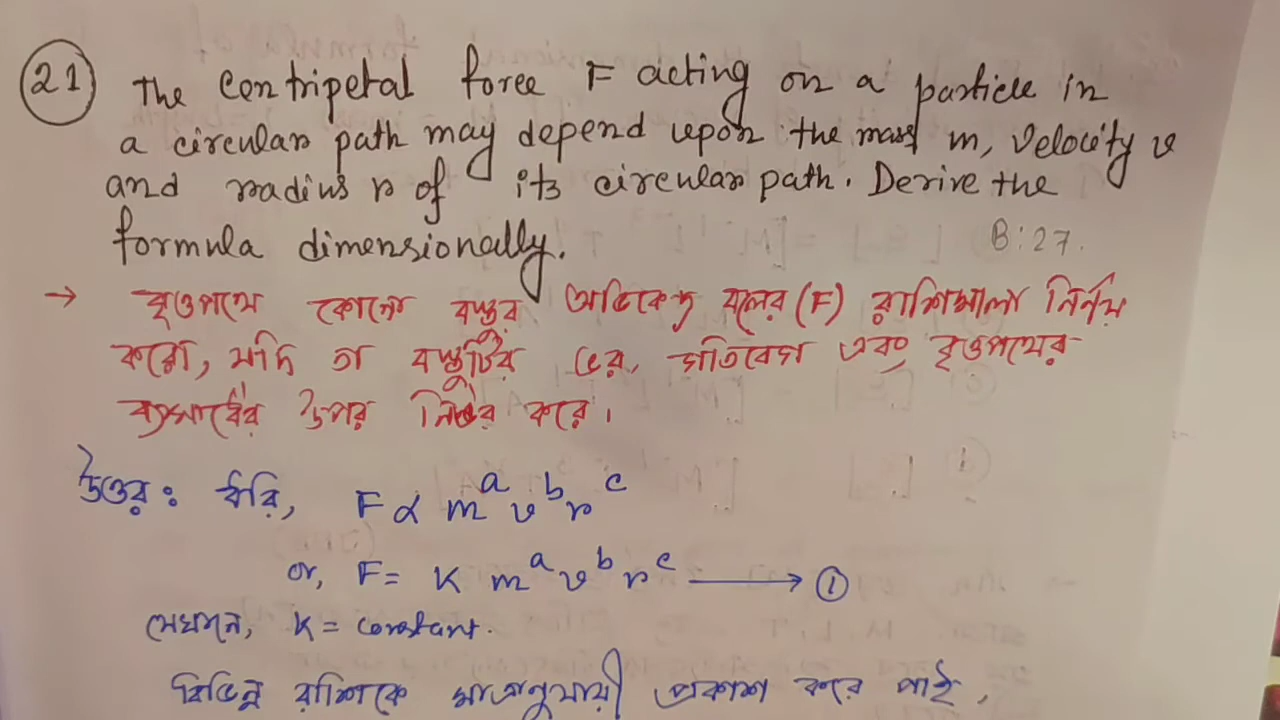 21 The Centripetal force F acting on a particle in
a circular path may depend upon the mass m, Velocity v
and radius r of its circular path. Derive the
formula dimensionally.
B:27.
→ বৃত্তপথে কোনো বস্তুর অভিকেন্দ্র বলের (F) রাশিমালা নির্ণয়
করো, যদি তা বস্তুটির ভর, গতিবেগ এবং বৃত্তপথের
ব্যাসার্ধের উপর নির্ভর করে।
উত্তর: ধরি, F ∝ m^a v^b r^c
or, F = K m^a v^b r^c ⟶ ①
যেখানে, K = constant.
বিভিন্ন রাশিকে মাত্রানুযায়ী প্রকাশ করে পাই,